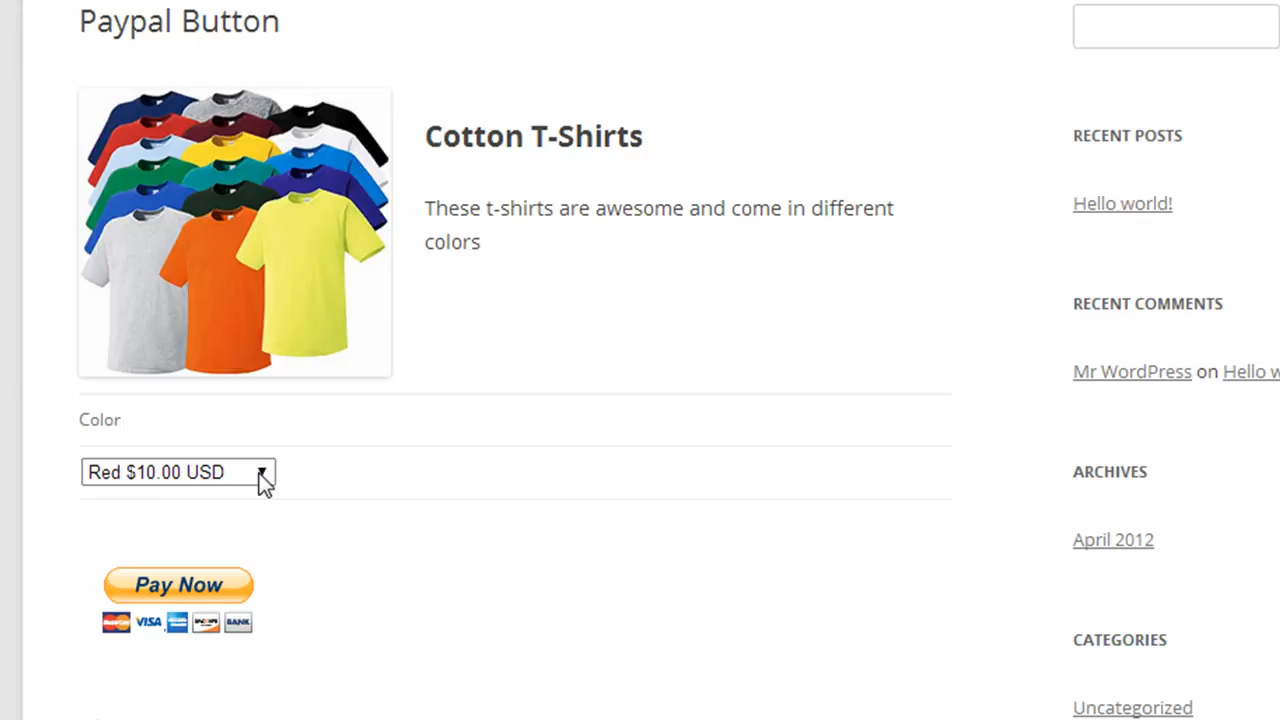 Paypal Button
Cotton T-Shirts
These t-shirts are awesome and come in different
colors
Color
Red $10.00 USD
Pay Now
VISA
BANK
RECENT POSTS
Hello world!
RECENT COMMENTS
Mr WordPress on Hello w
ARCHIVES
April 2012
CATEGORIES
Uncategorized